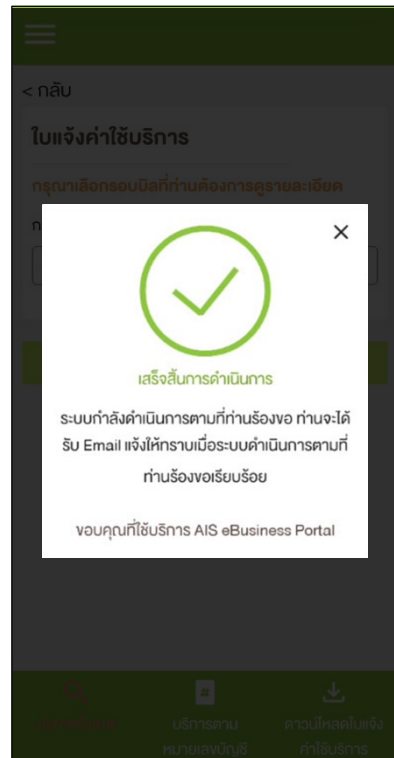 < กลับ
ใบแจ้งค่าใช้บริการ
กรุณาเลือกรอบบิลที่ท่านต้องการดูรายละเอียด
×
เสร็จสิ้นการดำเนินการ
ระบบกำลังดำเนินการตามที่ท่านร้องขอ ท่านจะได้
รับ Email แจ้งให้ทราบเมื่อระบบดำเนินการตามที่
ท่านร้องขอเรียบร้อย
ขอบคุณที่ใช้บริการ AIS eBusiness Portal
#
บริการตาม ดาวน์โหลดใบแจ้ง
หมายเลขบัญชี ค่าใช้บริการ